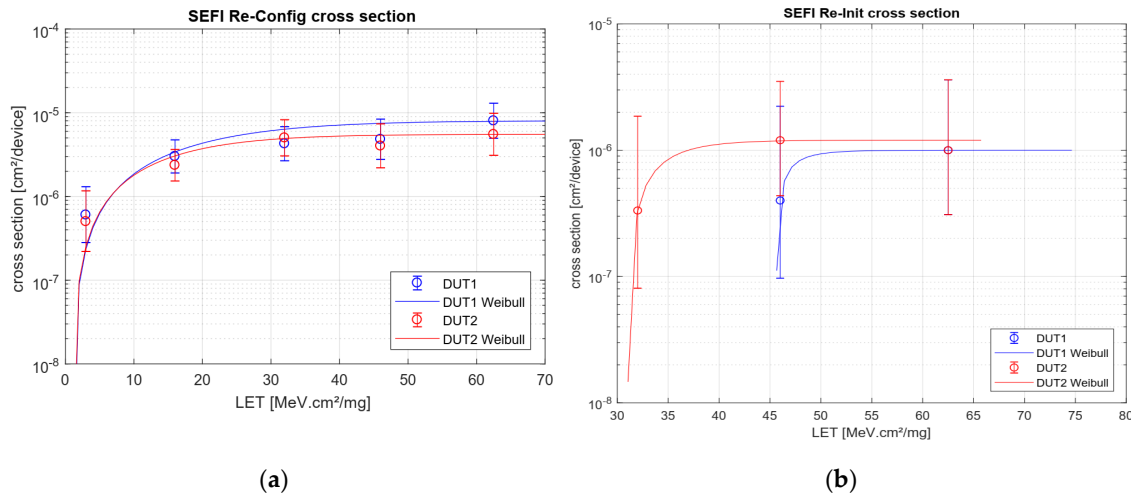 SEFI Re-Config cross section
10⁻⁴
10⁻⁵
10⁻⁶
10⁻⁷
10⁻⁸
cross section [cm²/device]
0 10 20 30 40 50 60 70
LET [MeV.cm²/mg]
DUT1
DUT1 Weibull
DUT2
DUT2 Weibull
(a)
SEFI Re-Init cross section
10⁻⁵
10⁻⁶
10⁻⁷
10⁻⁸
cross section [cm²/device]
30 35 40 45 50 55 60 65 70 75 80
LET [MeV.cm²/mg]
DUT1
DUT1 Weibull
DUT2
DUT2 Weibull
(b)